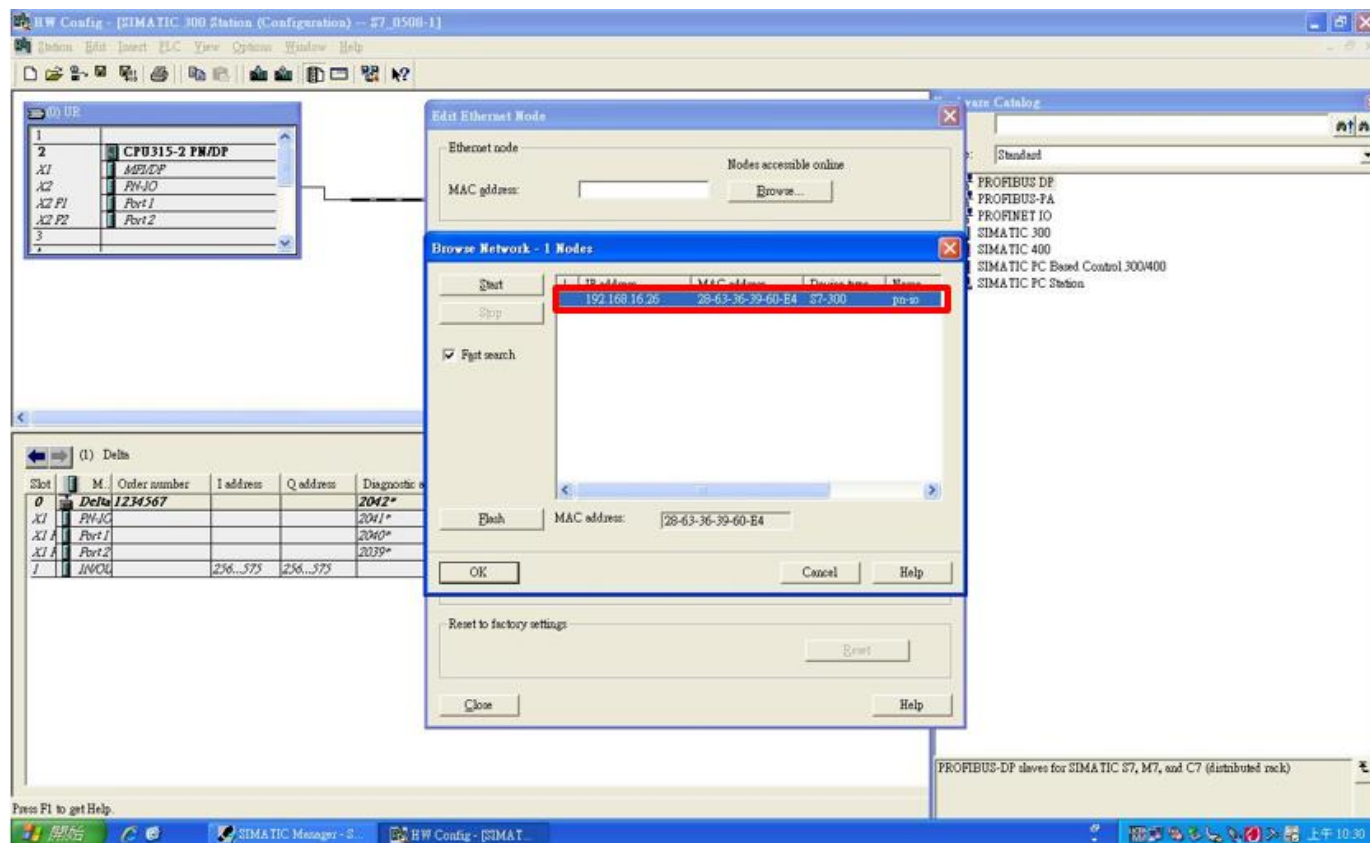 HW Config - [SIMATIC 300 Station (Configuration) -- S7_0508-1]
Station Edit Insert PLC View Options Window Help
(0) UR
1
2 CPU315-2 PN/DP
X1 MPI/DP
X2 PN-IO
X2 P1 Port 1
X2 P2 Port 2
3
Edit Ethernet Node
Ethernet node
Nodes accessible online
MAC address:
Browse...
Browse Network - 1 Nodes
Start
Stop
Fast search
IP address MAC address Device type Name
192.168.16.26 28-63-36-39-60-E4 S7-300 pn-io
Flash
MAC address: 28-63-36-39-60-E4
OK Cancel Help
Reset to factory settings
Reset
Close Help
Catalog
Standard
PROFIBUS DP
PROFIBUS-PA
PROFINET IO
SIMATIC 300
SIMATIC 400
SIMATIC PC Based Control 300/400
SIMATIC PC Station
(1) Delta
Slot M.. Order number I address Q address Diagnostic
0 Delta 1234567 2042*
X1 PN-IO 2041*
X1 Port 1 2040*
X1 Port 2 2039*
1 IN/OU 256...575 256...575
PROFIBUS-DP slaves for SIMATIC S7, M7, and C7 (distributed rack)
Press F1 to get Help.
開始 SIMATIC Manager - S... HW Config - [SIMAT... 上午 10:30